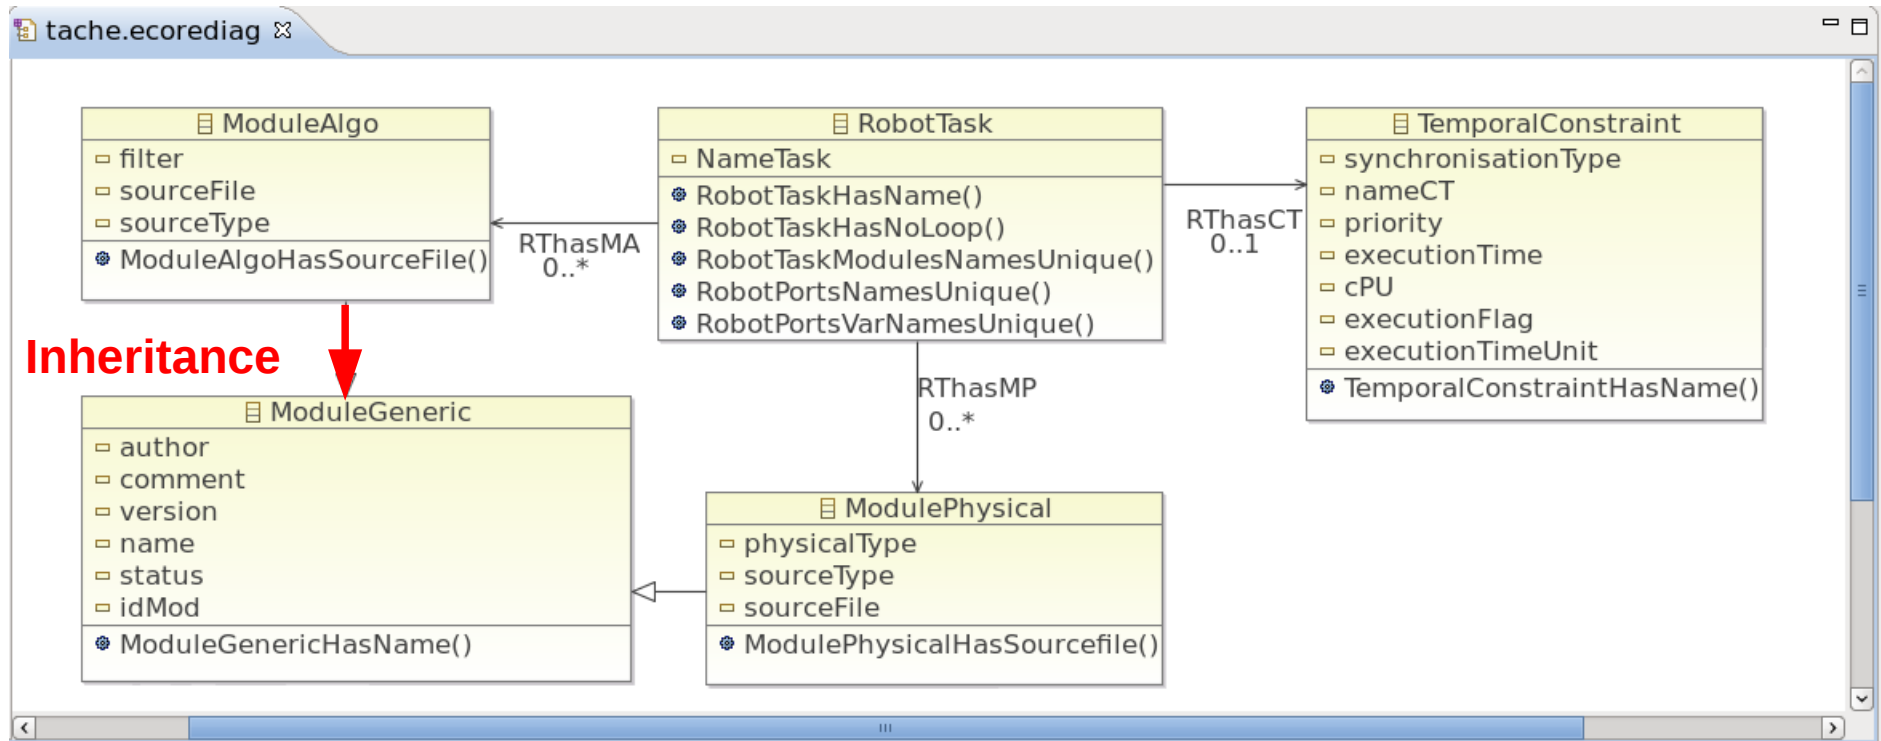 tache.ecorediag
ModuleAlgo
filter
sourceFile
sourceType
ModuleAlgoHasSourceFile()
RThasMA
0..*
RobotTask
NameTask
RobotTaskHasName()
RobotTaskHasNoLoop()
RobotTaskModulesNamesUnique()
RobotPortsNamesUnique()
RobotPortsVarNamesUnique()
RThasCT
0..1
TemporalConstraint
synchronisationType
nameCT
priority
executionTime
cPU
executionFlag
executionTimeUnit
TemporalConstraintHasName()
Inheritance
RThasMP
0..*
ModuleGeneric
author
comment
version
name
status
idMod
ModuleGenericHasName()
ModulePhysical
physicalType
sourceType
sourceFile
ModulePhysicalHasSourcefile()